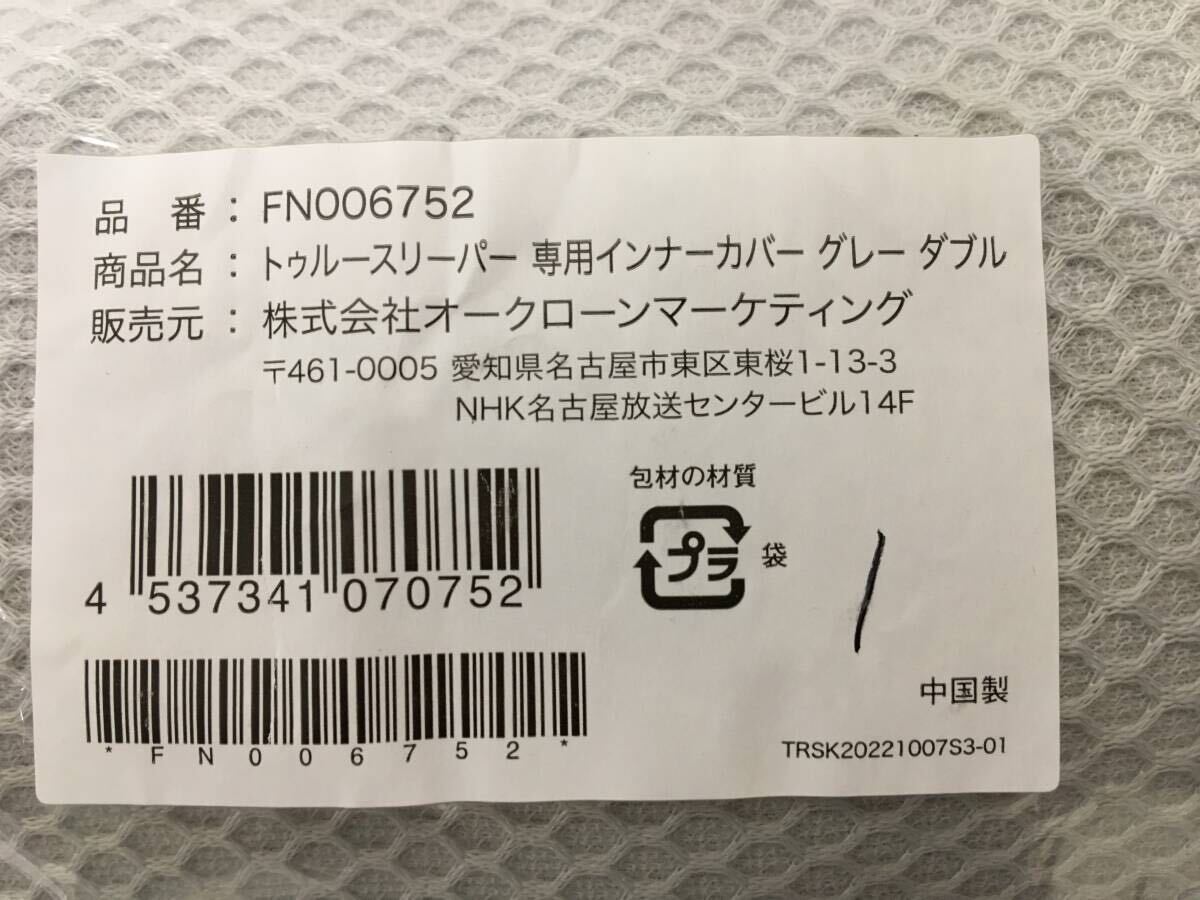 品　番 : FN006752
商品名 : トゥルースリーパー 専用インナーカバー グレー ダブル
販売元 : 株式会社オークローンマーケティング
〒461-0005 愛知県名古屋市東区東桜1-13-3
NHK名古屋放送センタービル14F
包材の材質
プラ 袋
4 537341 070752
1
*FN006752*
中国製
TRSK20221007S3-01